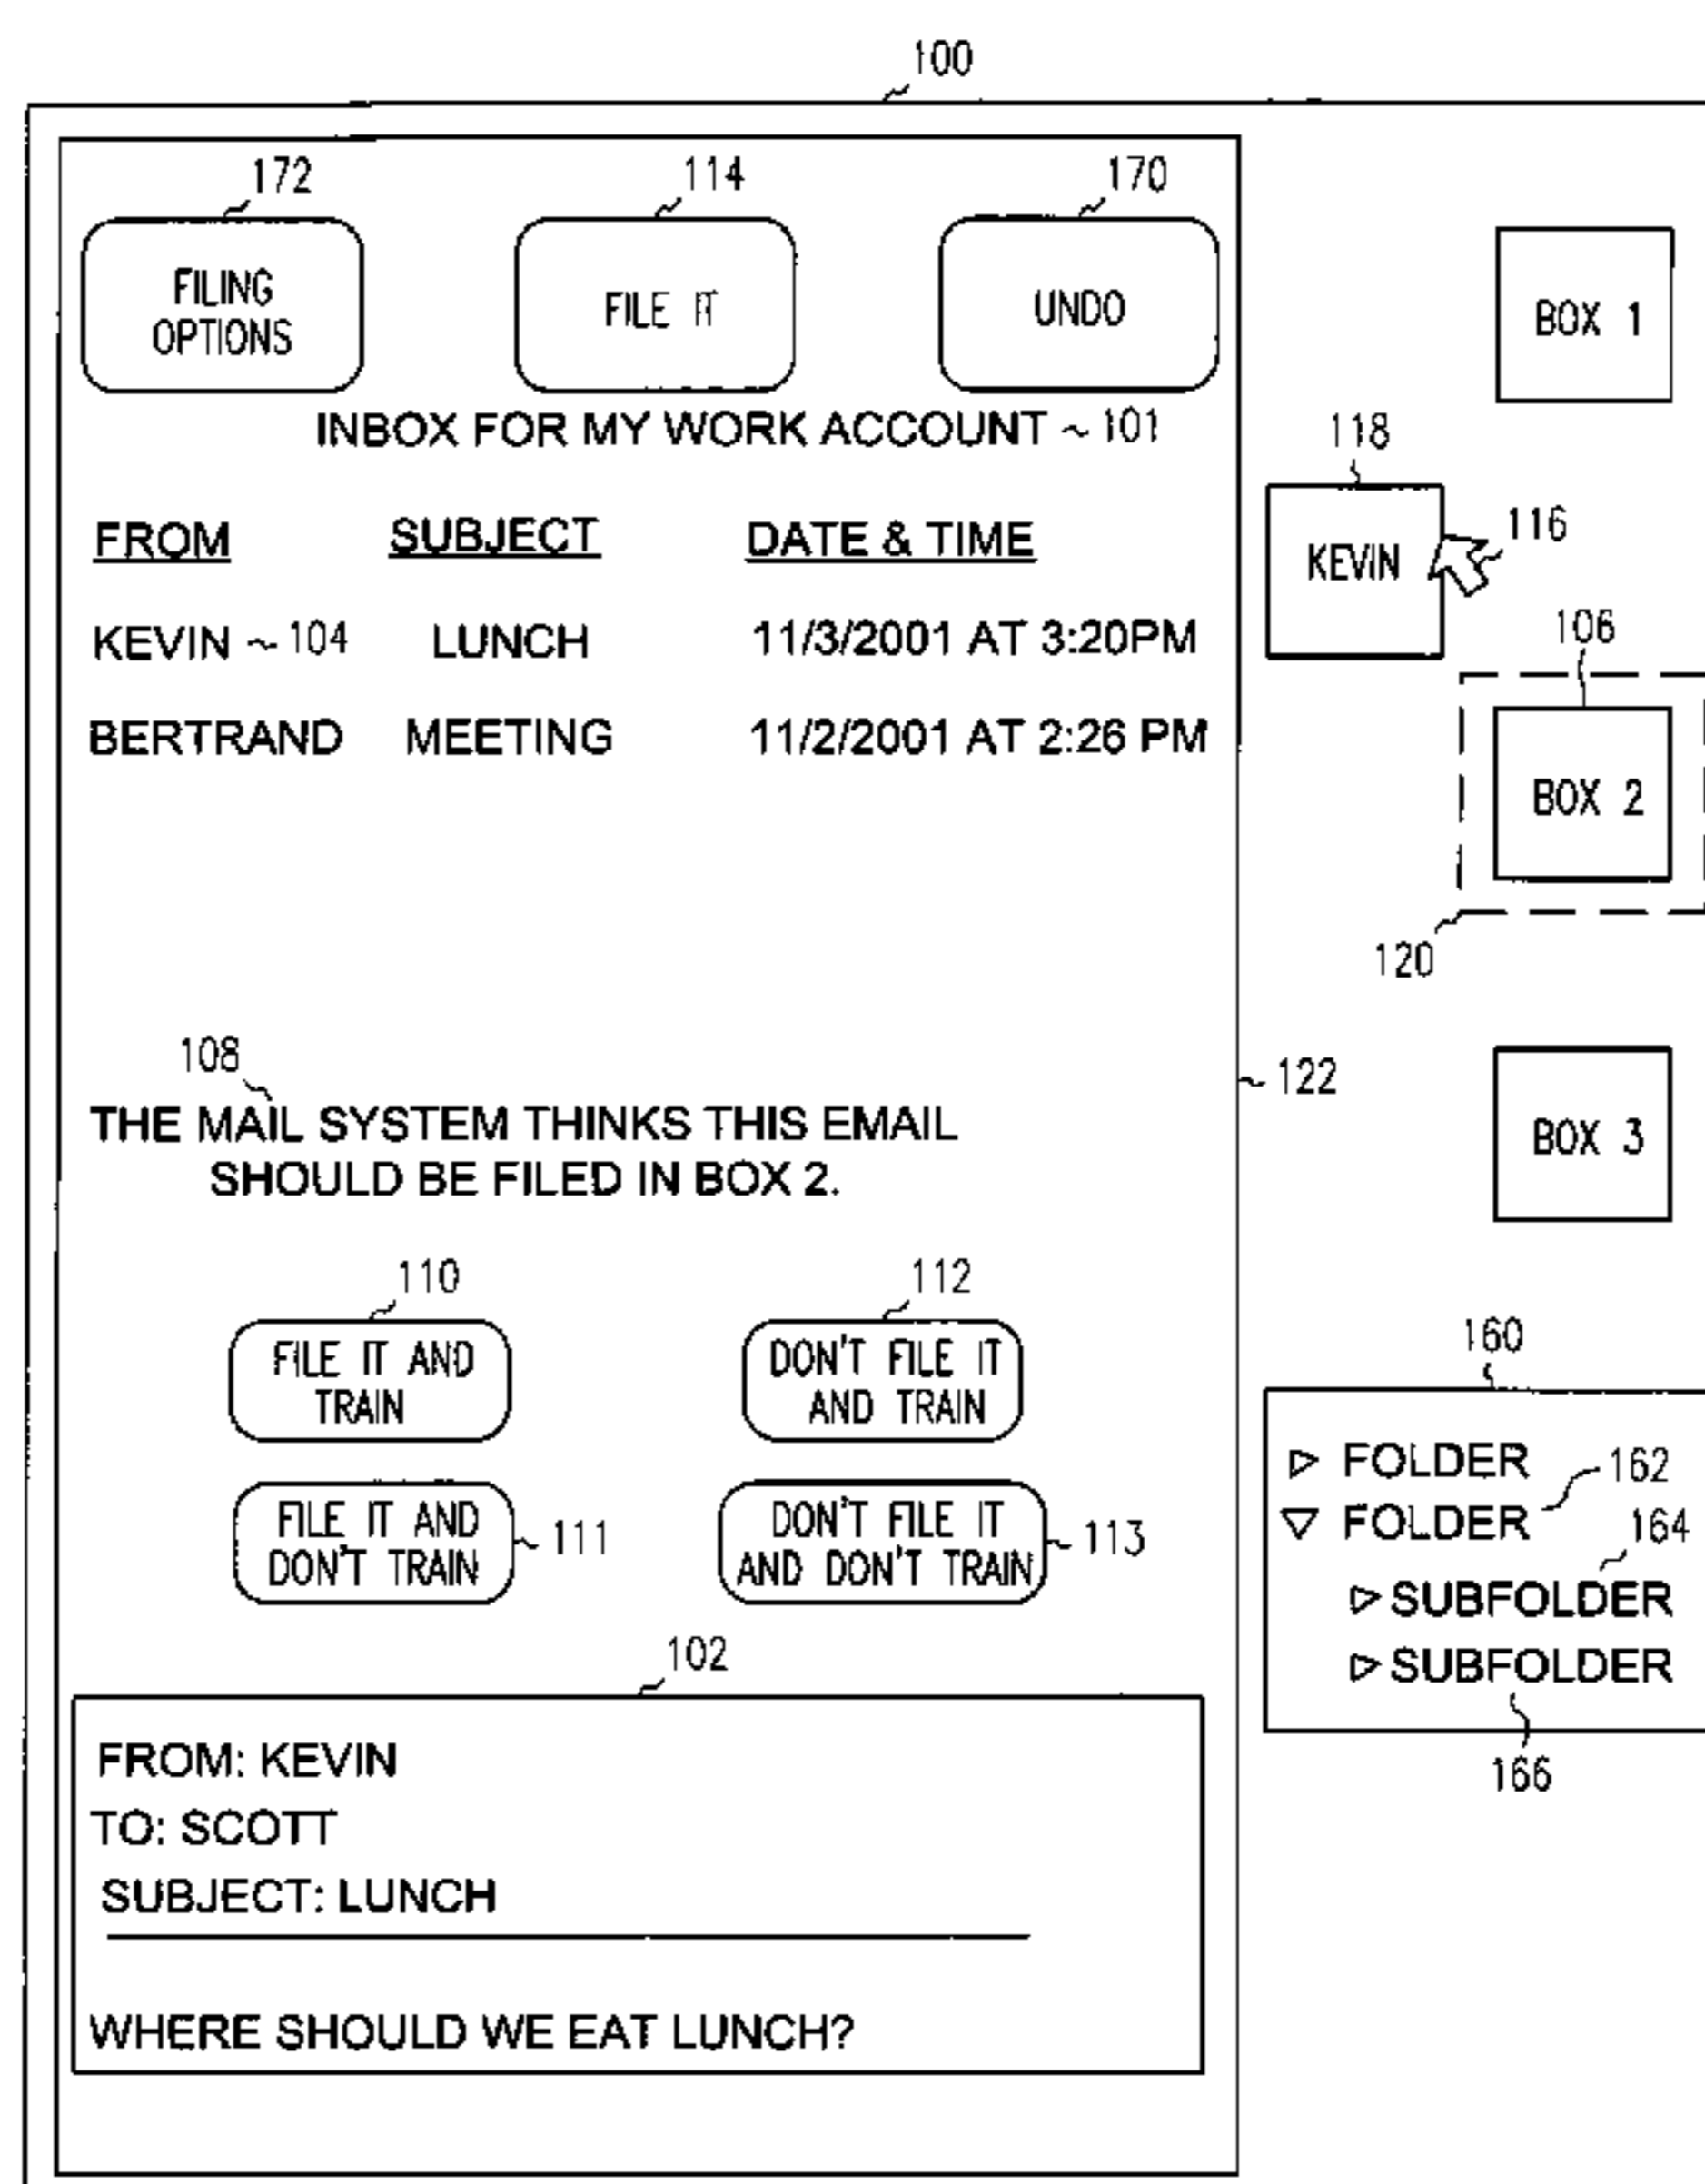 100
172 114 170
FILING OPTIONS
FILE IT
UNDO
BOX 1
INBOX FOR MY WORK ACCOUNT ~ 101
118
FROM SUBJECT DATE & TIME
KEVIN
116
KEVIN ~ 104 LUNCH 11/3/2001 AT 3:20PM
106
BERTRAND MEETING 11/2/2001 AT 2:26 PM
BOX 2
120
108
122
THE MAIL SYSTEM THINKS THIS EMAIL
SHOULD BE FILED IN BOX 2.
BOX 3
110 112
FILE IT AND
TRAIN
DON'T FILE IT
AND TRAIN
FILE IT AND
DON'T TRAIN
111
DON'T FILE IT
AND DON'T TRAIN
113
160
FOLDER
162
FOLDER
164
SUBFOLDER
SUBFOLDER
166
102
FROM: KEVIN
TO: SCOTT
SUBJECT: LUNCH
WHERE SHOULD WE EAT LUNCH?